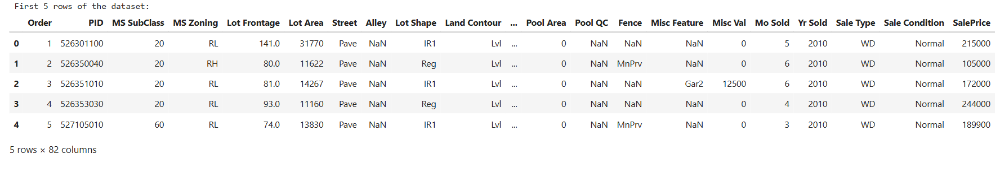 First 5 rows of the dataset:
Order PID MS SubClass MS Zoning Lot Frontage Lot Area Street Alley Lot Shape Land Contour ... Pool Area Pool QC Fence Misc Feature Misc Val Mo Sold Yr Sold Sale Type Sale Condition SalePrice
0 1 526301100 20 RL 141.0 31770 Pave NaN IR1 Lvl ... 0 NaN NaN NaN 0 5 2010 WD Normal 215000
1 2 526350040 20 RH 80.0 11622 Pave NaN Reg Lvl ... 0 NaN MnPrv NaN 0 6 2010 WD Normal 105000
2 3 526351010 20 RL 81.0 14267 Pave NaN IR1 Lvl ... 0 NaN NaN Gar2 12500 6 2010 WD Normal 172000
3 4 526353030 20 RL 93.0 11160 Pave NaN Reg Lvl ... 0 NaN NaN NaN 0 4 2010 WD Normal 244000
4 5 527105010 60 RL 74.0 13830 Pave NaN IR1 Lvl ... 0 NaN MnPrv NaN 0 3 2010 WD Normal 189900
5 rows × 82 columns